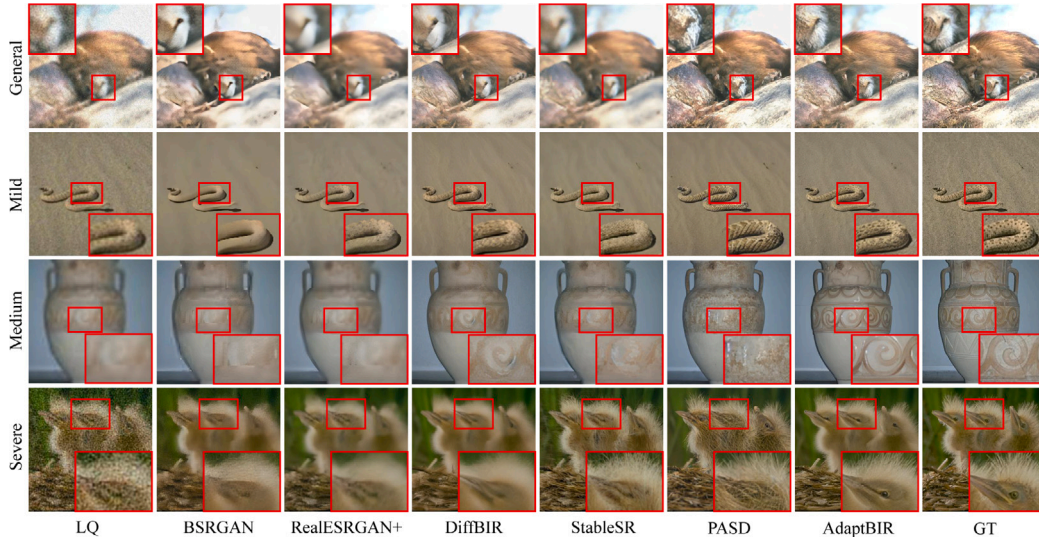 General
Mild
Medium
Severe
LQ BSRGAN RealESRGAN+ DiffBIR StableSR PASD AdaptBIR GT